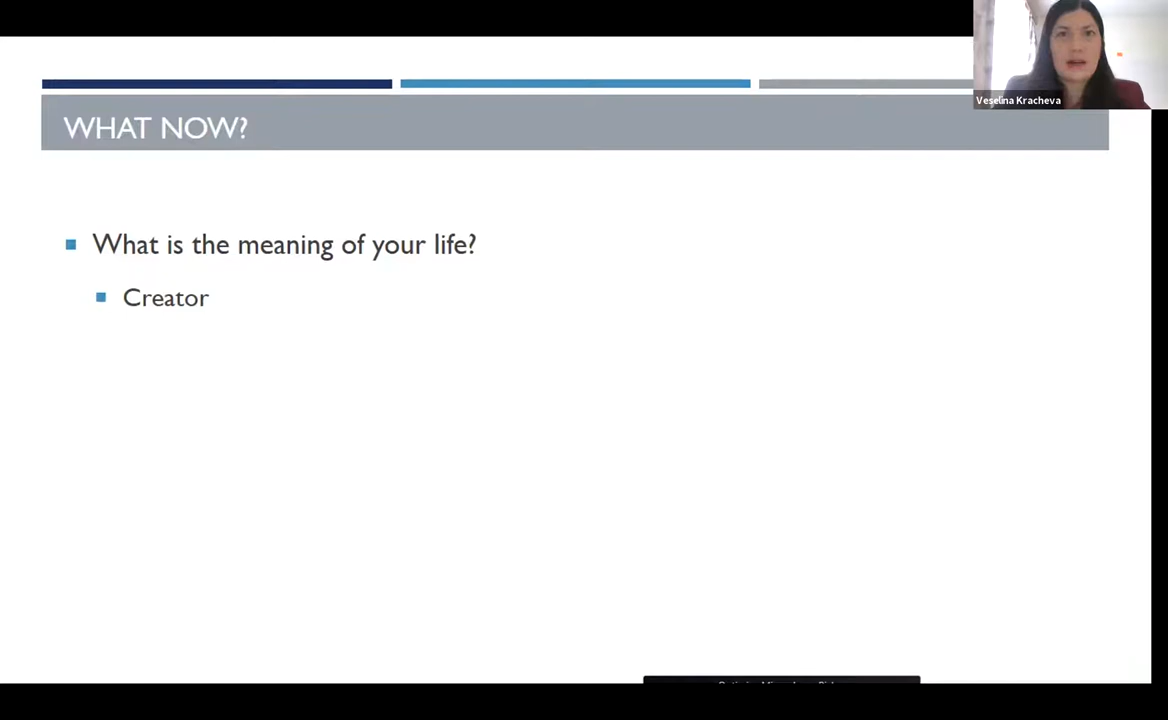 Veselina Kracheva
WHAT NOW?
What is the meaning of your life?
Creator